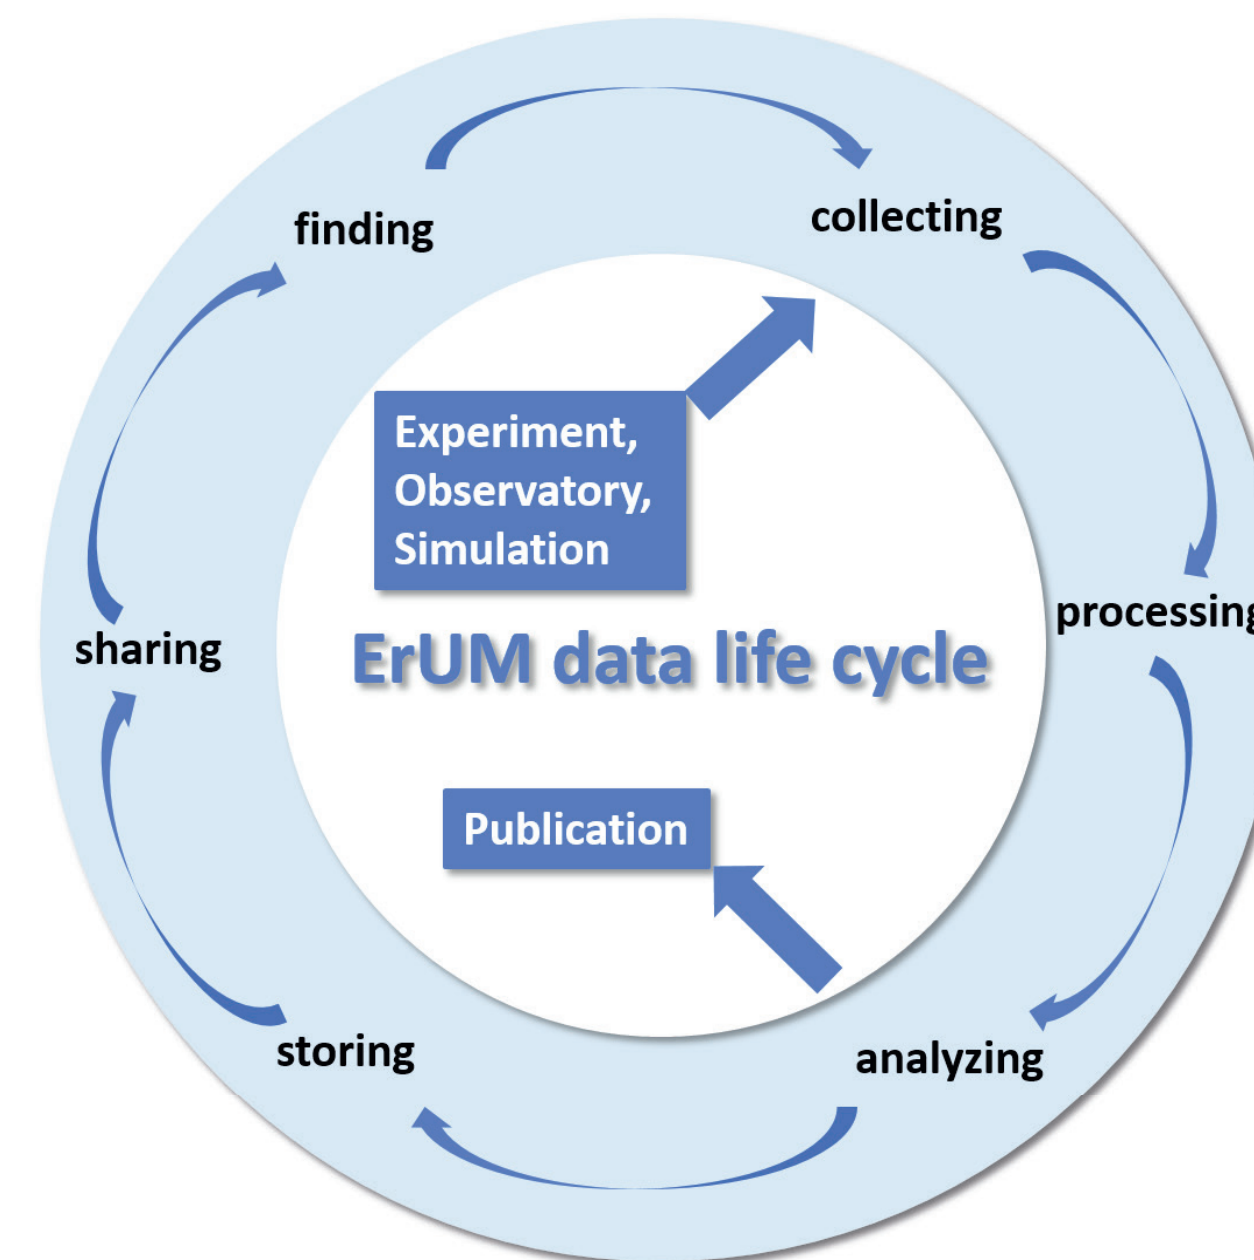 finding
collecting
Experiment,
Observatory,
Simulation
processing
sharing
ErUM data life cycle
Publication
storing
analyzing